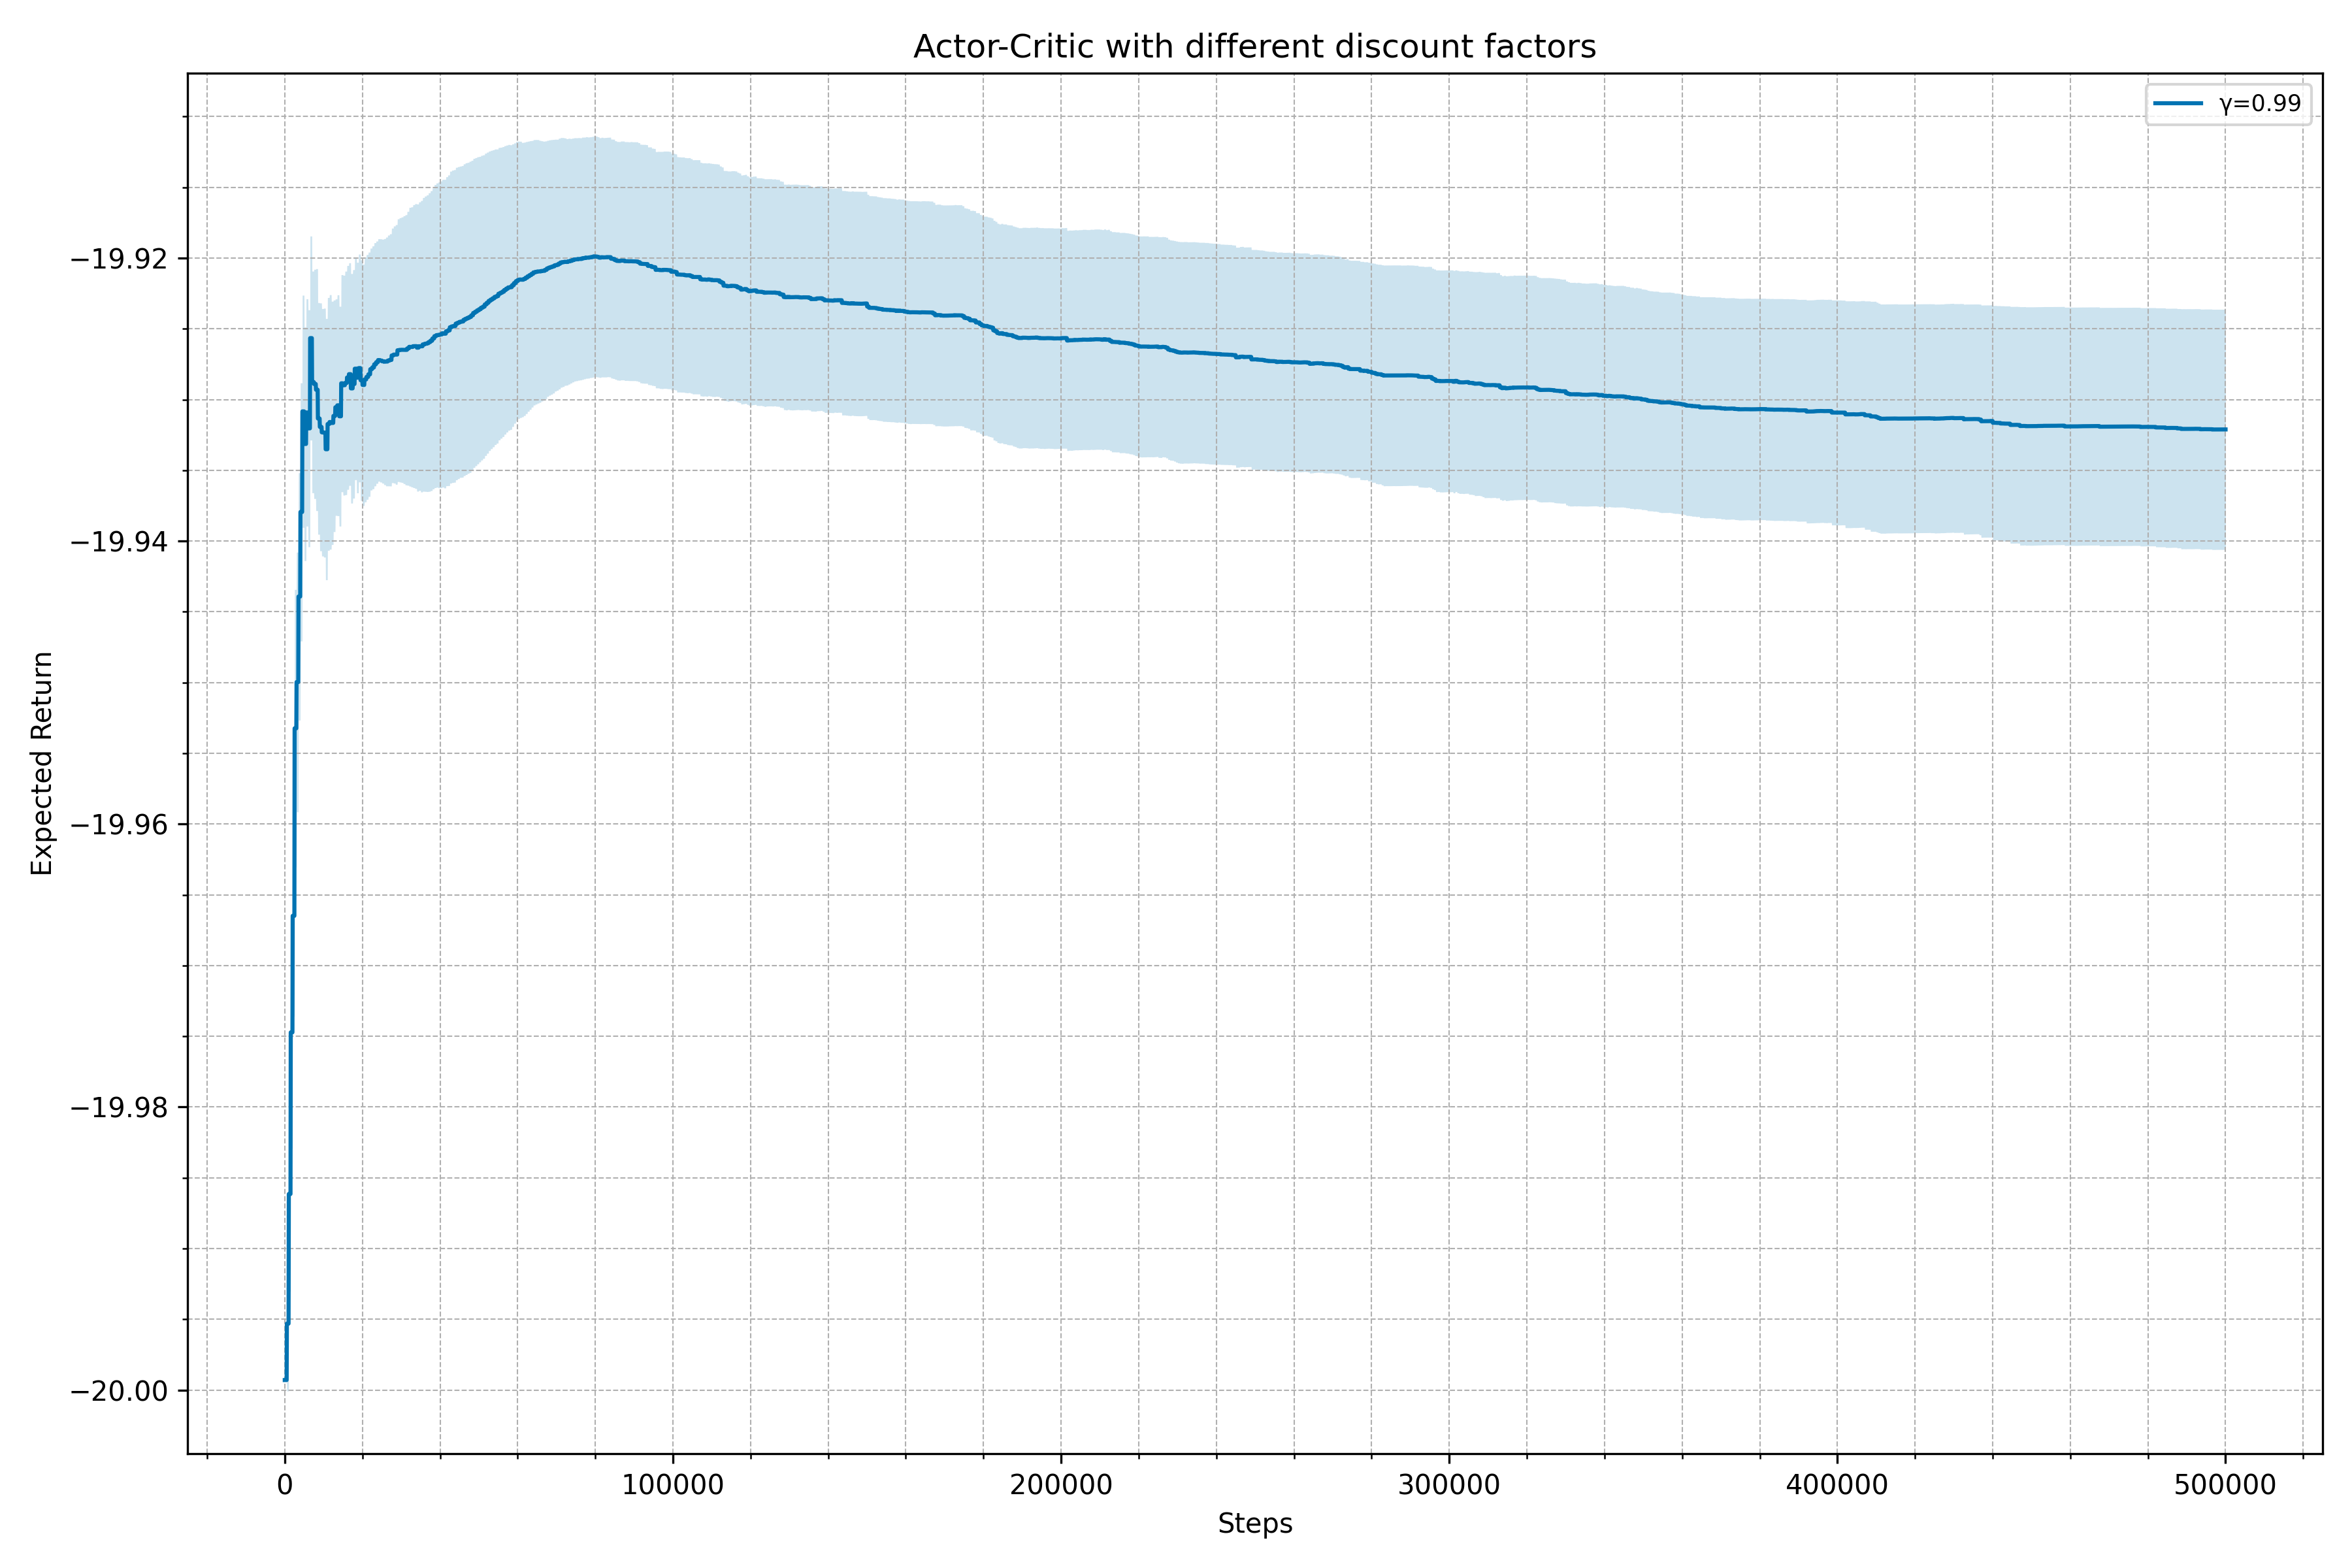 Actor-Critic with different discount factors
γ=0.99
Expected Return
−19.92
−19.94
−19.96
−19.98
−20.00
0 100000 200000 300000 400000 500000
Steps